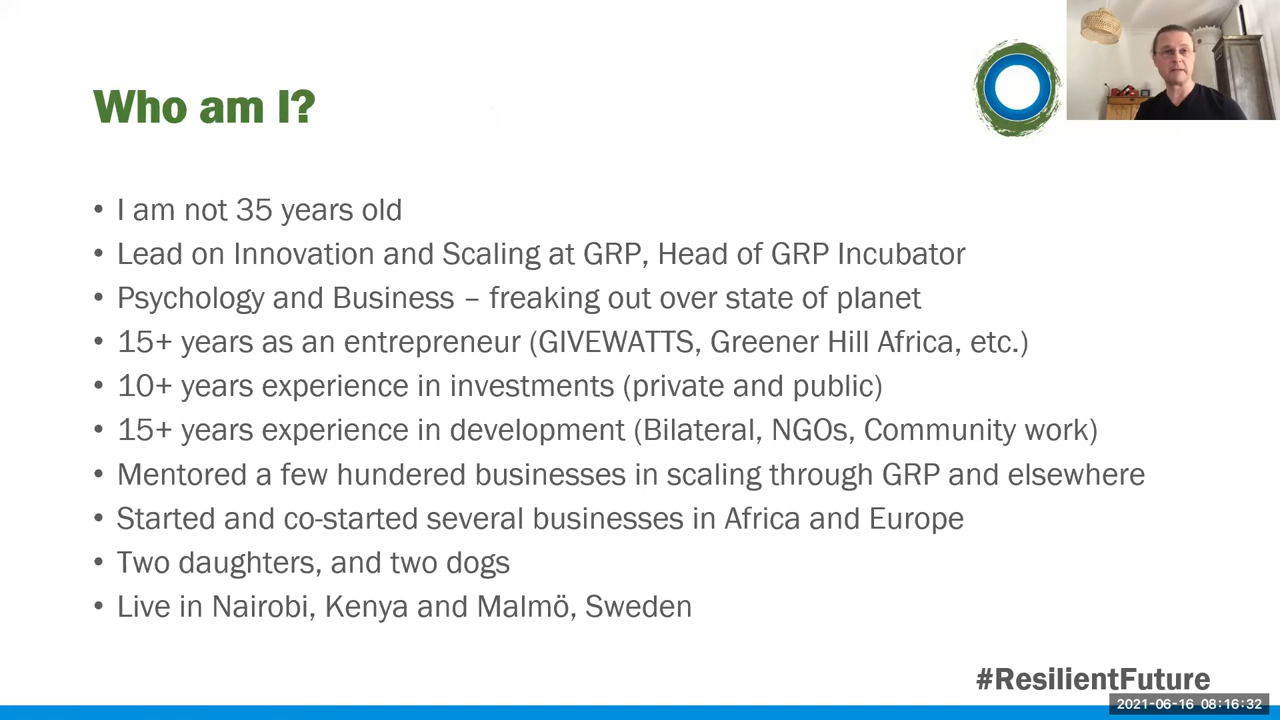 Who am I?
• I am not 35 years old
• Lead on Innovation and Scaling at GRP, Head of GRP Incubator
• Psychology and Business – freaking out over state of planet
• 15+ years as an entrepreneur (GIVEWATTS, Greener Hill Africa, etc.)
• 10+ years experience in investments (private and public)
• 15+ years experience in development (Bilateral, NGOs, Community work)
• Mentored a few hundered businesses in scaling through GRP and elsewhere
• Started and co-started several businesses in Africa and Europe
• Two daughters, and two dogs
• Live in Nairobi, Kenya and Malmö, Sweden
#ResilientFuture
2021-06-16 08:16:32